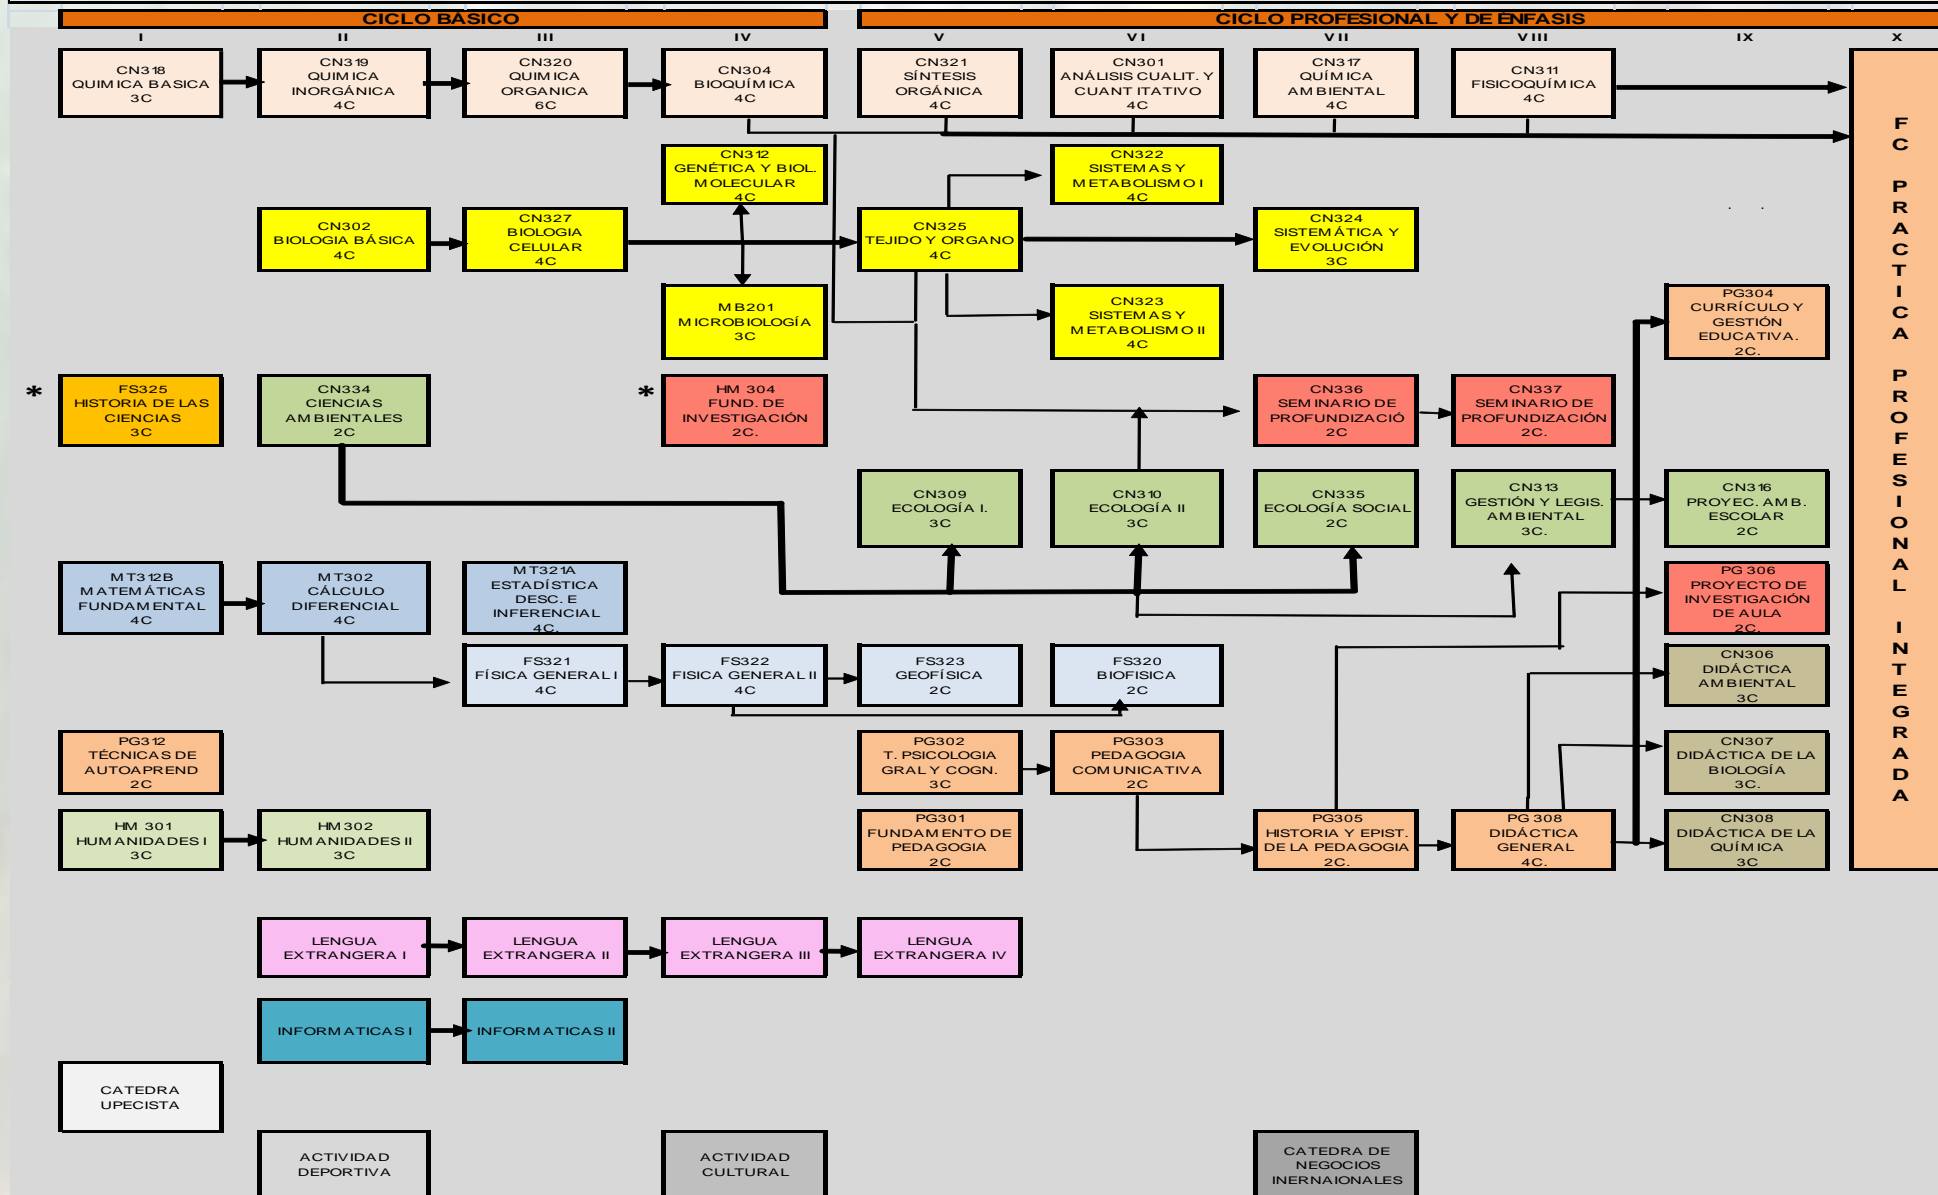 CICLO BÁSICO
CICLO PROFESIONAL Y DE ÉNFASIS
I
II
III
IV
V
VI
VII
VIII
IX
X
CN318
QUIMICA BASICA
3C
CN319
QUIMICA
INORGÁNICA
4C
CN320
QUIMICA
ORGANICA
6C
CN304
BIOQUÍMICA
4C
CN321
SÍNTESIS
ORGÁNICA
4C
CN301
ANÁLISIS CUALIT. Y
CUANTITATIVO
4C
CN317
QUÍMICA
AMBIENTAL
4C
CN311
FISICOQUÍMICA
4C
FC PRACTICA PROFESIONAL INTEGRADA
CN312
GENÉTICA Y BIOL.
MOLECULAR
4C
CN322
SISTEMAS Y
METABOLISMO I
4C
CN302
BIOLOGIA BÁSICA
4C
CN327
BIOLOGIA
CELULAR
4C
CN325
TEJIDO Y ORGANO
4C
CN324
SISTEMÁTICA Y
EVOLUCIÓN
3C
MB201
MICROBIOLOGÍA
3C
CN323
SISTEMAS Y
METABOLISMO II
4C
PG304
CURRÍCULO Y
GESTIÓN
EDUCATIVA.
2C.
*
FS325
HISTORIA DE LAS
CIENCIAS
3C
CN334
CIENCIAS
AMBIENTALES
2C
*
HM 304
FUND. DE
INVESTIGACIÓN
2C.
CN336
SEMINARIO DE
PROFUNDIZACIÓ
2C
CN337
SEMINARIO DE
PROFUNDIZACIÓN
2C.
CN309
ECOLOGÍA I.
3C
CN310
ECOLOGÍA II
3C
CN335
ECOLOGÍA SOCIAL
2C
CN313
GESTIÓN Y LEGIS.
AMBIENTAL
3C.
CN316
PROYEC. AMB.
ESCOLAR
2C
MT312B
MATEMÁTICAS
FUNDAMENTAL
4C
MT302
CÁLCULO
DIFERENCIAL
4C
MT321A
ESTADÍSTICA
DESC. E
INFERENCIAL
4C.
PG 306
PROYECTO DE
INVESTIGACIÓN
DE AULA
2C.
FS321
FÍSICA GENERAL I
4C
FS322
FISICA GENERAL II
4C
FS323
GEOFÍSICA
2C
FS320
BIOFISICA
2C
CN306
DIDÁCTICA
AMBIENTAL
3C
PG312
TÉCNICAS DE
AUTOAPREND
2C
PG302
T. PSICOLOGIA
GRAL Y COGN.
3C
PG303
PEDAGOGIA
COMUNICATIVA
2C
CN307
DIDÁCTICA DE LA
BIOLOGÍA
3C.
HM 301
HUMANIDADES I
3C
HM302
HUMANIDADES II
3C
PG301
FUNDAMENTO DE
PEDAGOGIA
2C
PG305
HISTORIA Y EPIST.
DE LA PEDAGOGIA
2C.
PG 308
DIDÁCTICA
GENERAL
4C.
CN308
DIDÁCTICA DE LA
QUÍMICA
3C
LENGUA
EXTRANGERA I
LENGUA
EXTRANGERA II
LENGUA
EXTRANGERA III
LENGUA
EXTRANGERA IV
INFORMATICAS I
INFORMATICAS II
CATEDRA
UPECISTA
ACTIVIDAD
DEPORTIVA
ACTIVIDAD
CULTURAL
CATEDRA DE
NEGOCIOS
INERNAIONALES